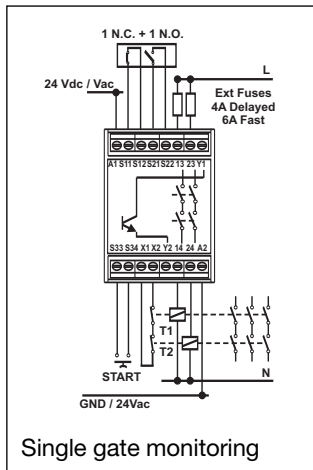 1 N.C. + 1 N.O.
L
24 Vdc / Vac
Ext Fuses
4A Delayed
6A Fast
A1 S11 S12 S21 S22 13 23 Y1
S33 S34 X1 X2 Y2 14 24 A2
T1
T2
START
N
GND / 24Vac
Single gate monitoring